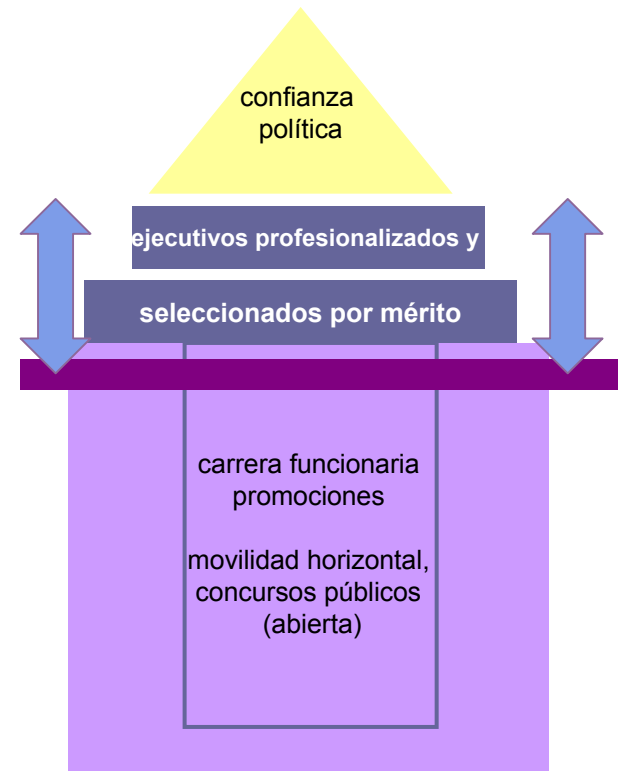 confianza
política
ejecutivos profesionalizados y
seleccionados por mérito
carrera funcionaria
promociones
movilidad horizontal,
concursos públicos
(abierta)